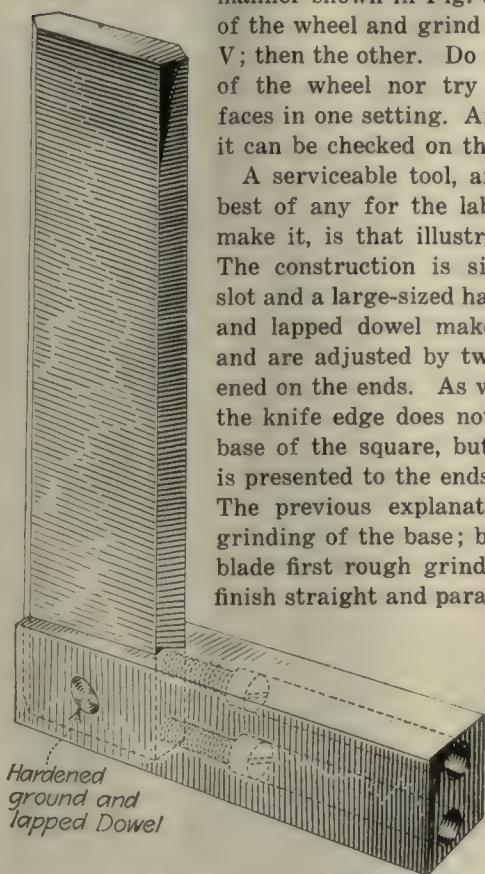 of the wheel and grind
V; then the other. Do
of the wheel nor try
faces in one setting. A
it can be checked on th
A serviceable tool, a
best of any for the lab
make it, is that illustr
The construction is si
slot and a large-sized ha
and lapped dowel make
and are adjusted by tw
ened on the ends. As v
the knife edge does no
base of the square, but
is presented to the ends
The previous explanat
grinding of the base; b
blade first rough grind
finish straight and para
Hardened
ground and
lapped Dowel